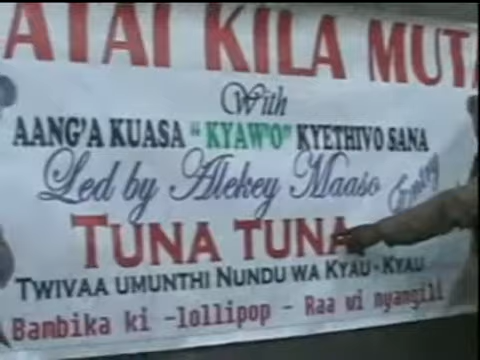 ATAI KILA MUTA
With
AANG'A KUASA "KYAW'O" KYETHIVO SANA
Led by Alekey Maaso
TUNA TUNA
TWIVAA UMUNTHI NUNDU WA KYAU - KYAU
Bambika ki -lollipop - Raa wi nyangili